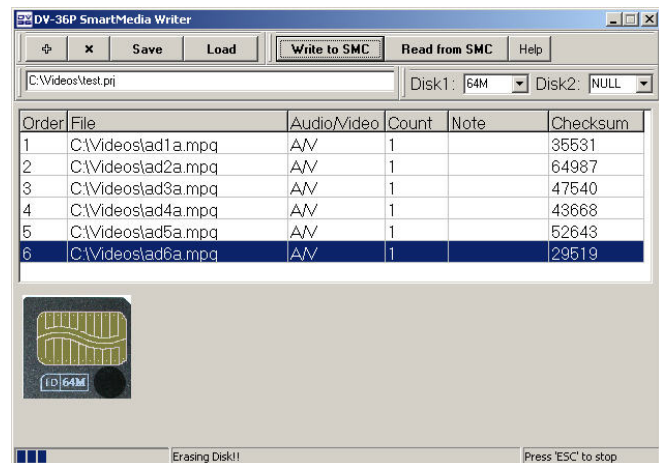 DV-36P SmartMedia Writer
Save Load Write to SMC Read from SMC Help
C:\Videos\test.prj Disk1: 64M Disk2: NULL
Order File Audio/Video Count Note Checksum
1 C:\Videos\ad1a.mpg A/V 1 35531
2 C:\Videos\ad2a.mpg A/V 1 64987
3 C:\Videos\ad3a.mpg A/V 1 47540
4 C:\Videos\ad4a.mpg A/V 1 43668
5 C:\Videos\ad5a.mpg A/V 1 52643
6 C:\Videos\ad6a.mpg A/V 1 29519
ID 64M
Erasing Disk!! Press 'ESC' to stop